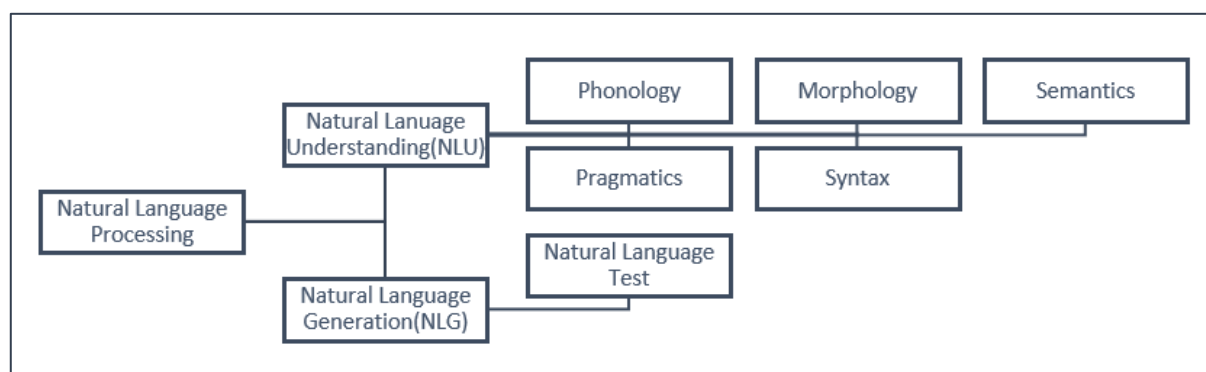 Phonology
Morphology
Semantics
Natural Lanuage
Understanding(NLU)
Pragmatics
Syntax
Natural Language
Processing
Natural Language
Test
Natural Language
Generation(NLG)